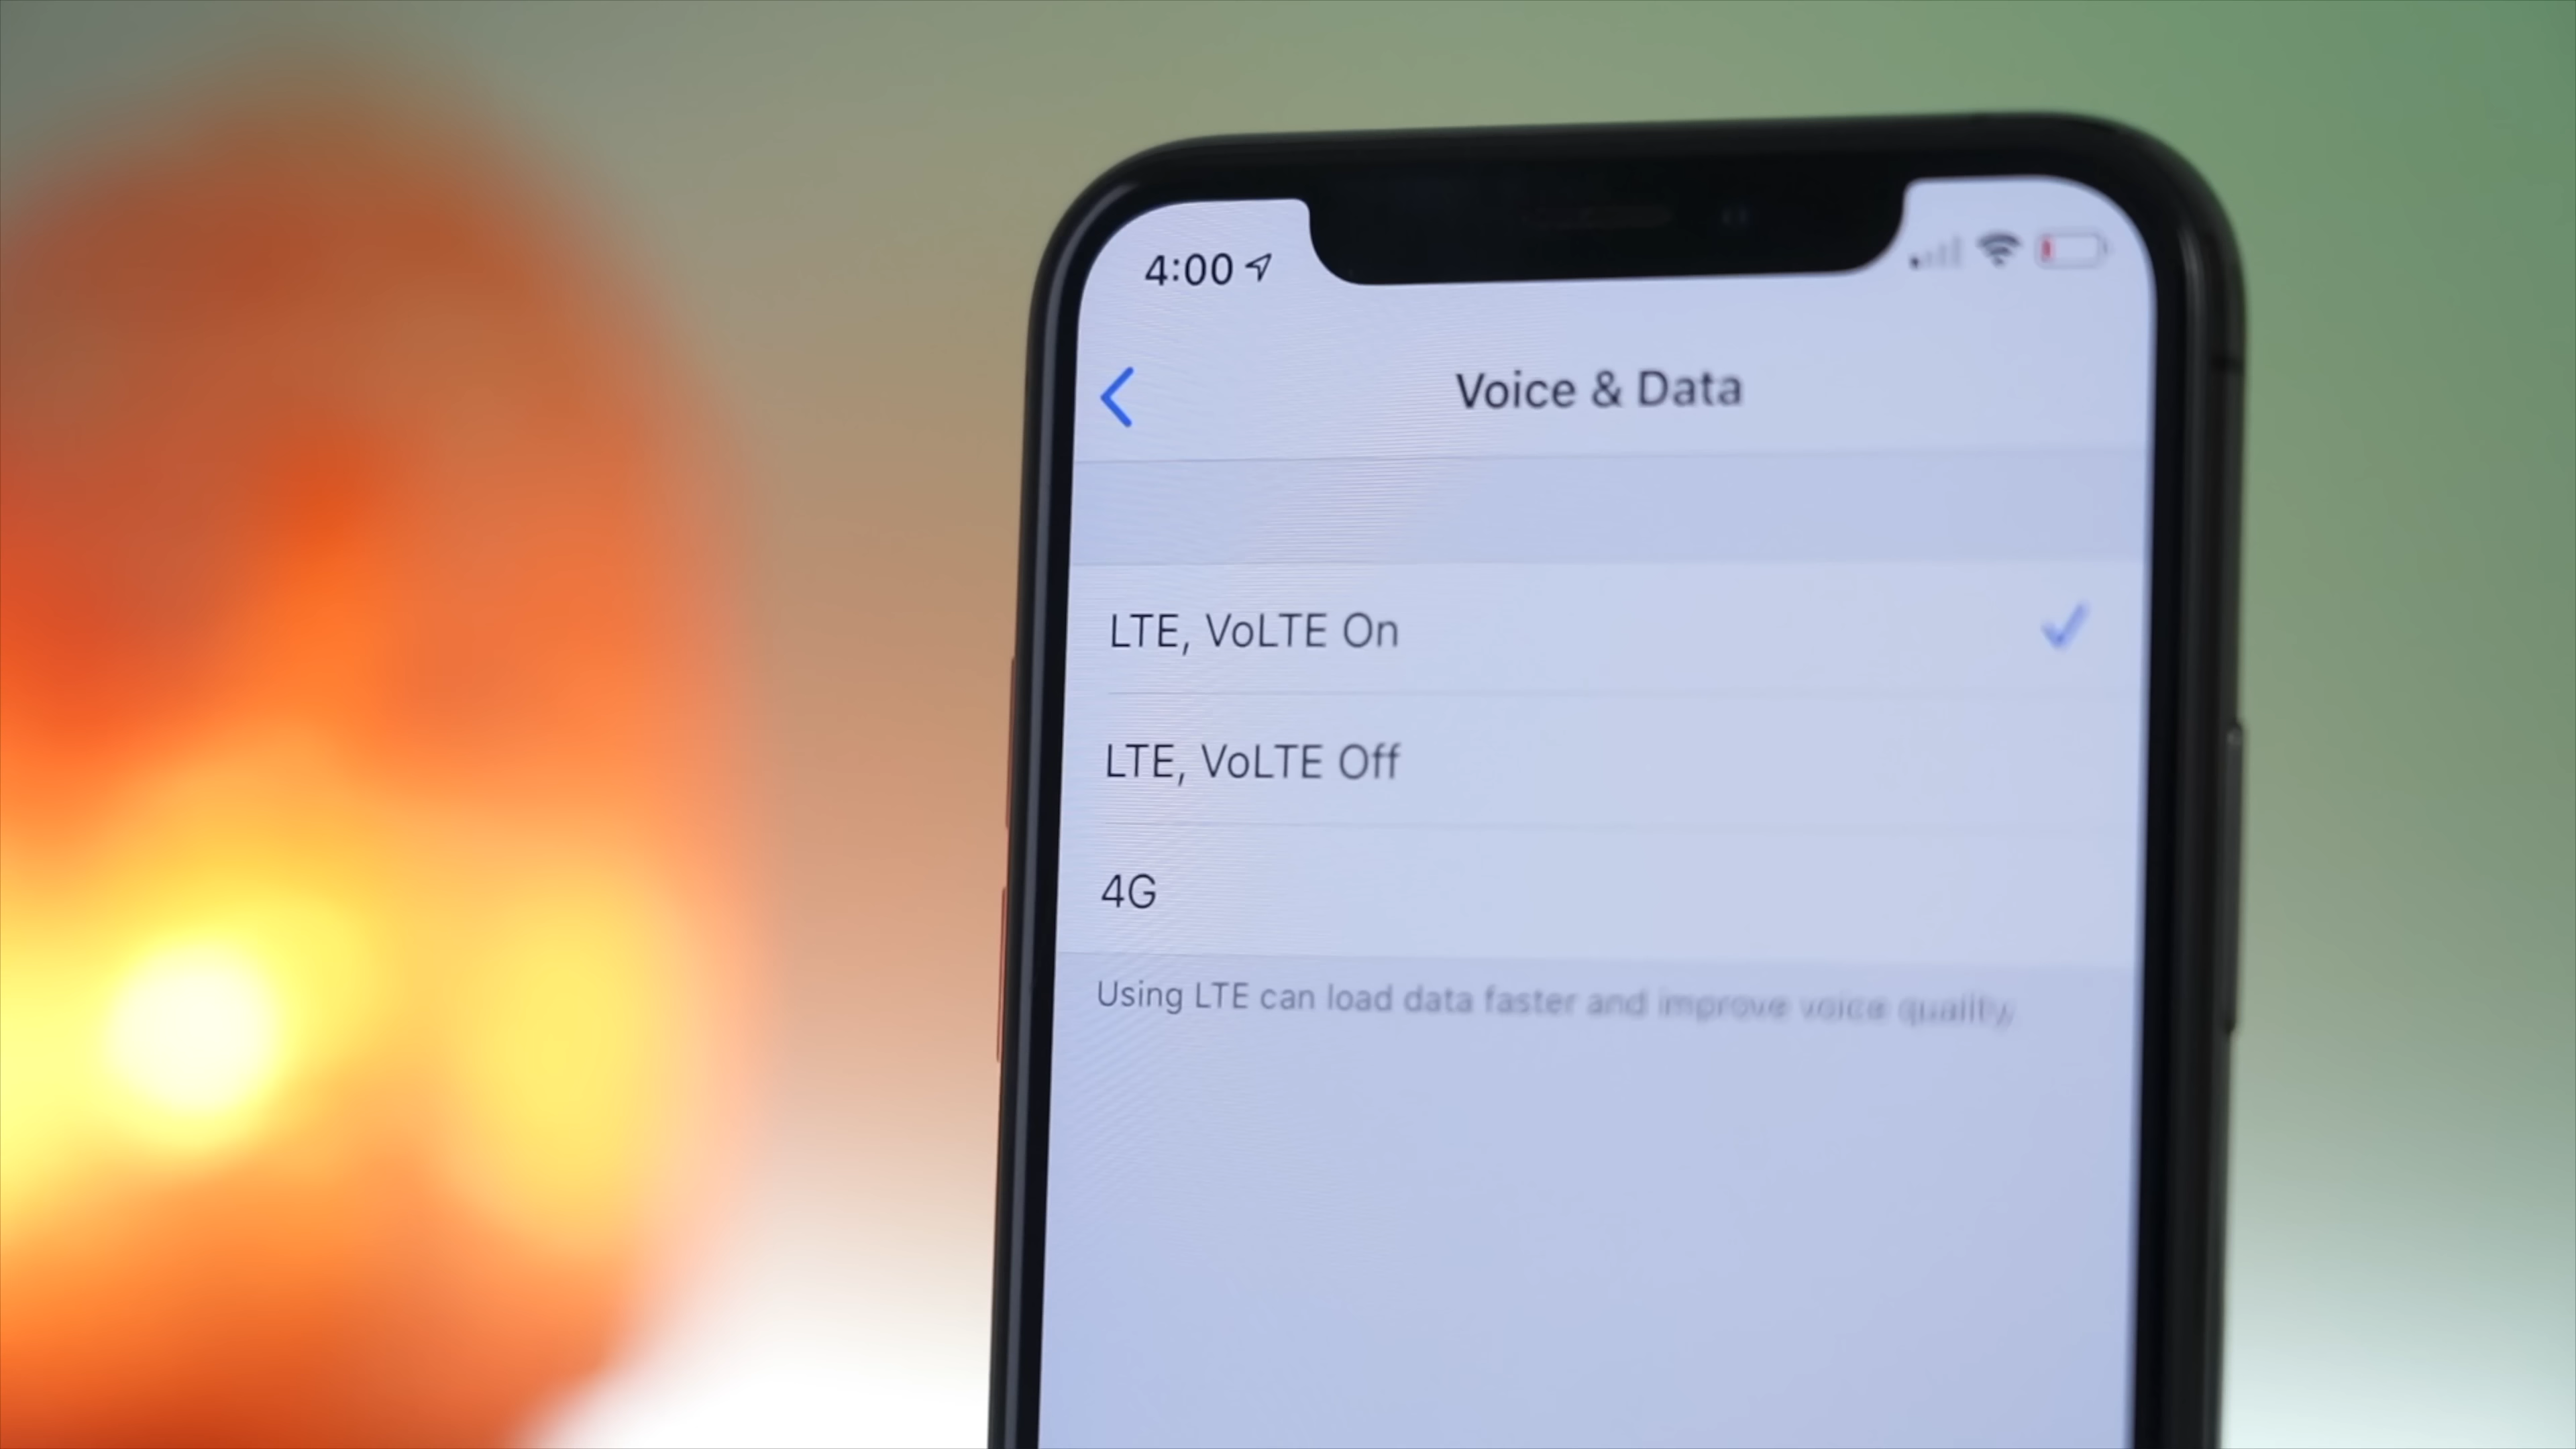 4:00
Voice & Data
LTE, VoLTE On
LTE, VoLTE Off
4G
Using LTE can load data faster and improve voice quality.